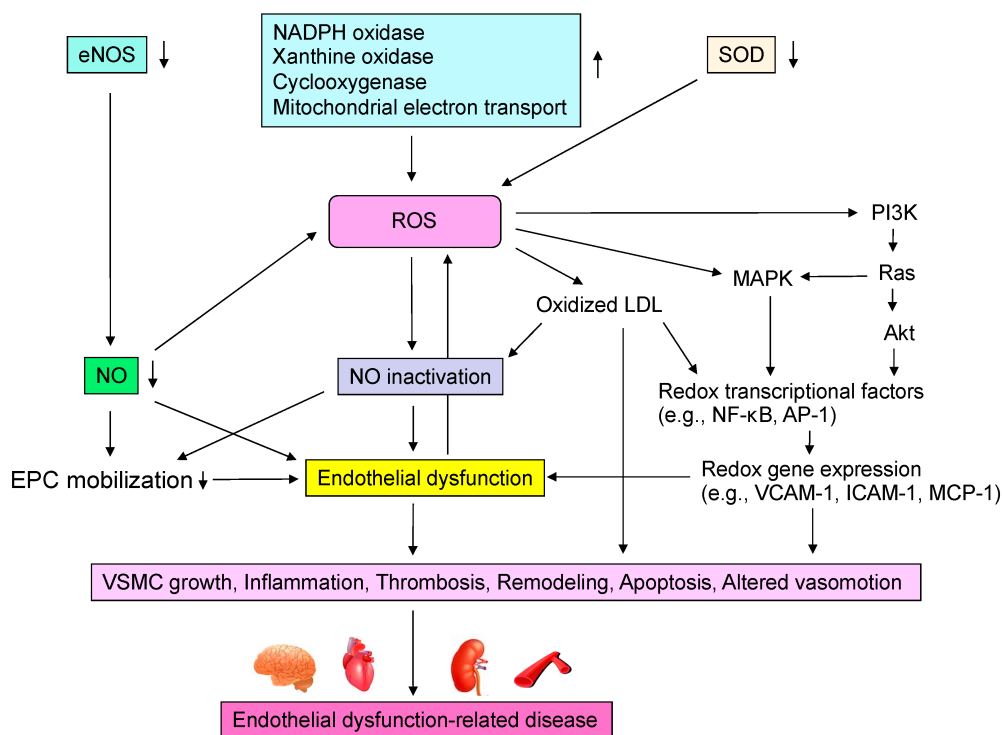 eNOS
NADPH oxidase
Xanthine oxidase
Cyclooxygenase
Mitochondrial electron transport
SOD
ROS
PI3K
MAPK
Ras
Oxidized LDL
Akt
NO
NO inactivation
Redox transcriptional factors
(e.g., NF-κB, AP-1)
EPC mobilization
Endothelial dysfunction
Redox gene expression
(e.g., VCAM-1, ICAM-1, MCP-1)
VSMC growth, Inflammation, Thrombosis, Remodeling, Apoptosis, Altered vasomotion
Endothelial dysfunction-related disease